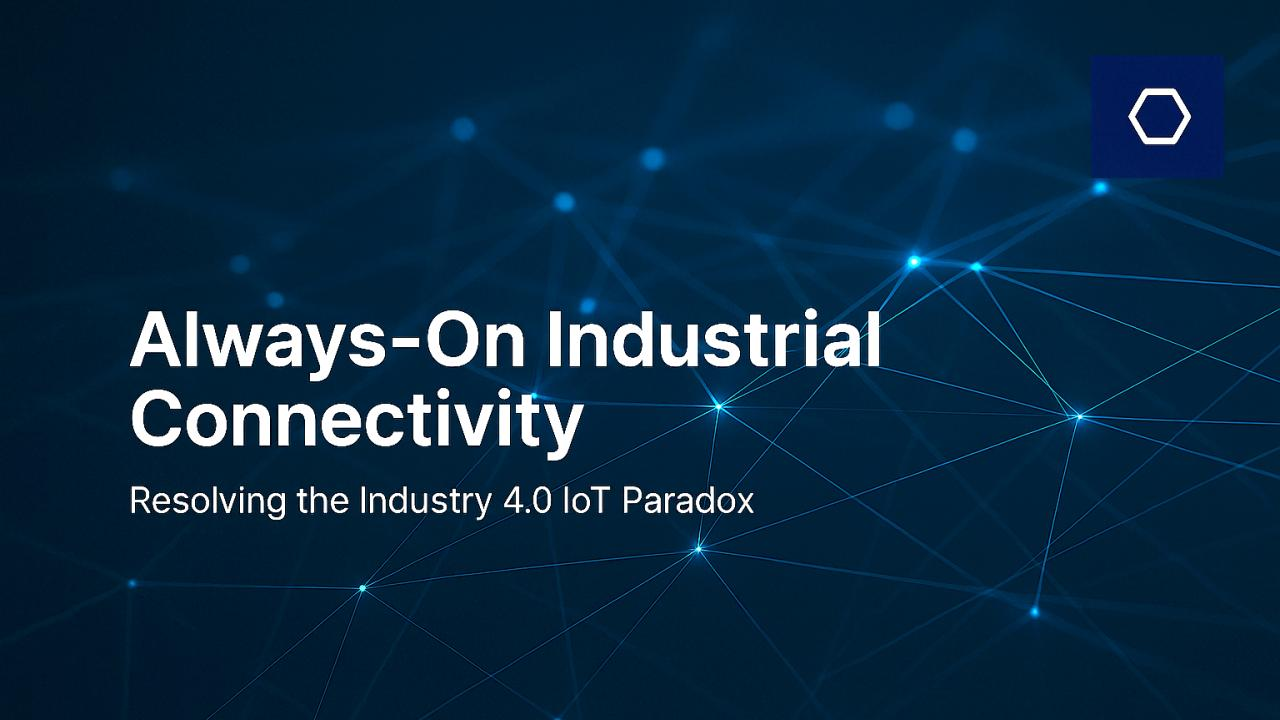 Always-On Industrial
Connectivity
Resolving the Industry 4.0 IoT Paradox